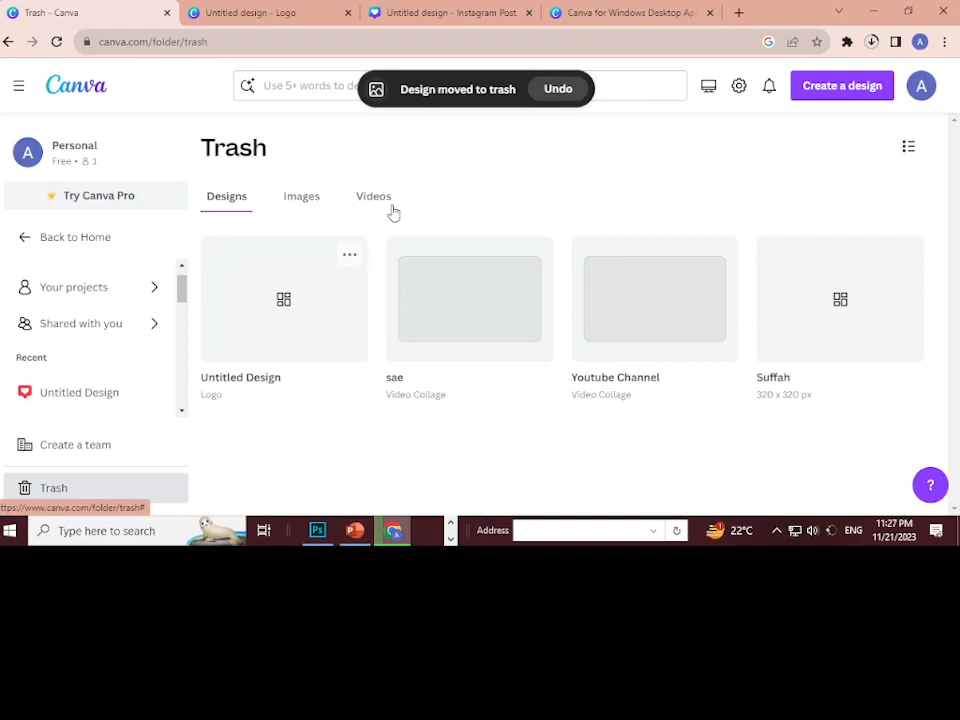 Trash - Canva
Untitled design - Logo
Untitled design - Instagram Post
Canva for Windows Desktop Ap
canva.com/folder/trash
A
Canva
Use 5+ words to de
Design moved to trash
Undo
Create a design
A
A
Personal
Free • 1
Try Canva Pro
Back to Home
Your projects
Shared with you
Recent
Untitled Design
Create a team
Trash
ttps://www.canva.com/folder/trash#
Trash
Designs
Images
Videos
Untitled Design
Logo
sae
Video Collage
Youtube Channel
Video Collage
Suffah
320 x 320 px
?
Type here to search
Ps
Address
22°C
ENG
11:27 PM
11/21/2023